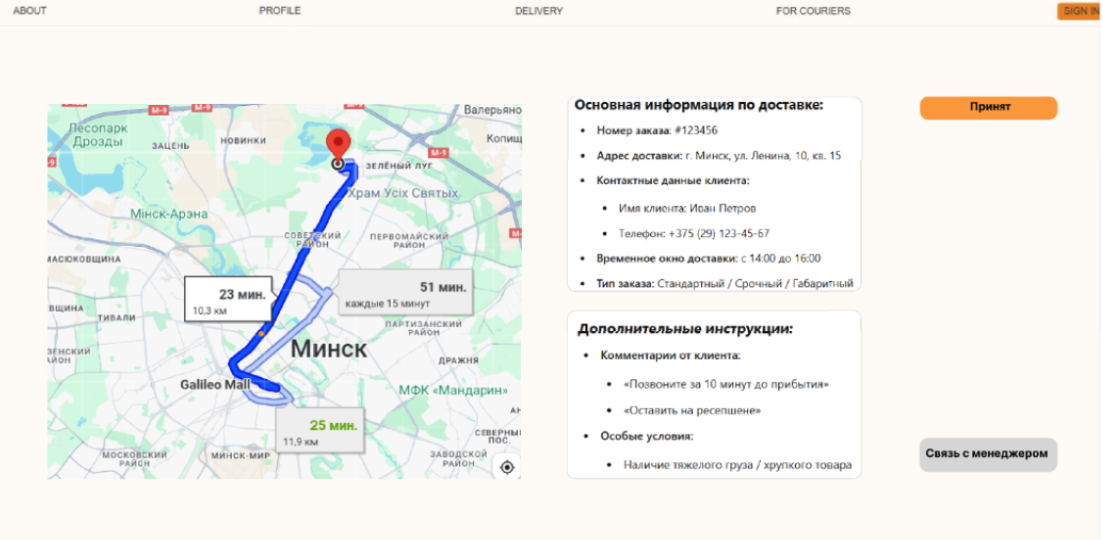 ABOUT
PROFILE
DELIVERY
FOR COURIERS
SIGN IN
М-9
М-9
Валерьяно
Лесопарк
Дрозды
ЗАЦЕНЬ
НОВИНКИ
Копищ
М-9
ЗЕЛЁНЫЙ ЛУГ
Храм Усіх Святых
Мінск-Арэна
СОВЕТСКИЙ
РАЙОН
ПЕРВОМАЙСКИЙ
РАЙОН
МАСЮКОВЩИНА
23 мин.
10,3 км
51 мин.
каждые 15 минут
ВЩИНА
ТИВАЛИ
ПАРТИЗАНСКИЙ
РАЙОН
Минск
ДРАЖНЯ
Galileo Mall
МФК «Мандарин»
25 мин.
11,9 км
СЕВЕРНЫ
ПОС.
МОСКОВСКИЙ
РАЙОН
МИНСК-МИР
ЗАВОДСКОЙ
РАЙОН
Основная информация по доставке:
• Номер заказа: #123456
• Адрес доставки: г. Минск, ул. Ленина, 10, кв. 15
• Контактные данные клиента:
• Имя клиента: Иван Петров
• Телефон: +375 (29) 123-45-67
• Временное окно доставки: с 14:00 до 16:00
• Тип заказа: Стандартный / Срочный / Габаритный
Дополнительные инструкции:
• Комментарии от клиента:
• «Позвоните за 10 минут до прибытия»
• «Оставить на ресепшене»
• Особые условия:
• Наличие тяжелого груза / хрупкого товара
Принят
Связь с менеджером